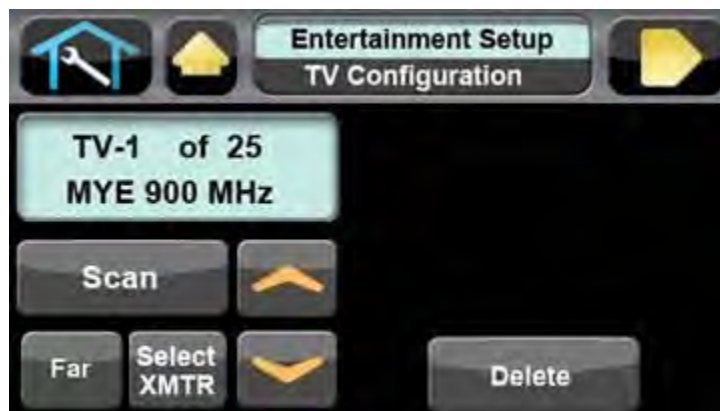 Entertainment Setup
TV Configuration
TV-1 of 25
MYE 900 MHz
Scan
Far
Select
XMTR
Delete